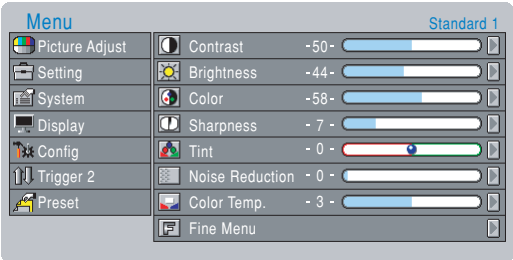 Menu
Standard 1
Picture Adjust
Setting
System
Display
Config
Trigger 2
Preset
Contrast -50-
Brightness -44-
Color -58-
Sharpness - 7 -
Tint - 0 -
Noise Reduction - 0 -
Color Temp. - 3 -
F Fine Menu